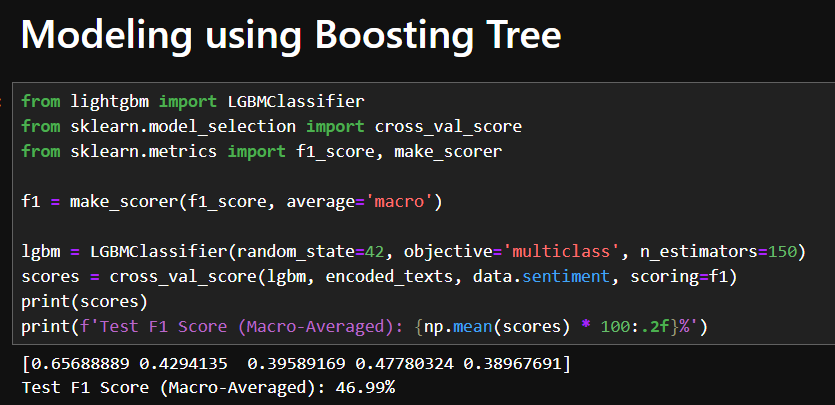 Modeling using Boosting Tree
:
from lightgbm import LGBMClassifier
from sklearn.model_selection import cross_val_score
from sklearn.metrics import f1_score, make_scorer
f1 = make_scorer(f1_score, average='macro')
lgbm = LGBMClassifier(random_state=42, objective='multiclass', n_estimators=150)
scores = cross_val_score(lgbm, encoded_texts, data.sentiment, scoring=f1)
print(scores)
print(f'Test F1 Score (Macro-Averaged): {np.mean(scores) * 100:.2f}%')
[0.65688889 0.4294135  0.39589169 0.47780324 0.38967691]
Test F1 Score (Macro-Averaged): 46.99%